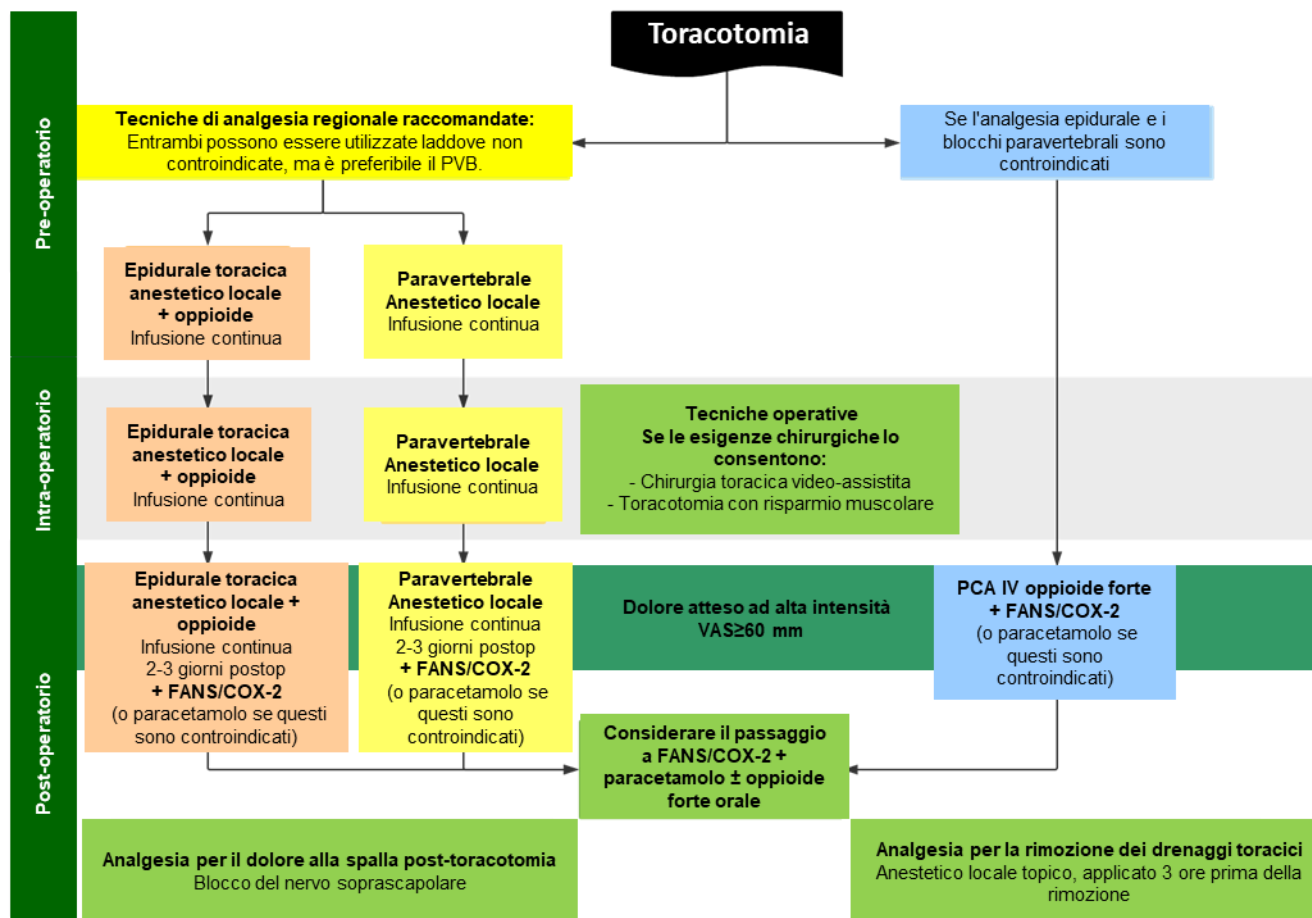 Toracotomia
Pre-operatorio
Tecniche di analgesia regionale raccomandate:
Entrambi possono essere utilizzate laddove non
controindicate, ma è preferibile il PVB.
Se l'analgesia epidurale e i
blocchi paravertebrali sono
controindicati
Epidurale toracica
anestetico locale
+ oppioide
Infusione continua
Paravertebrale
Anestetico locale
Infusione continua
Intra-operatorio
Epidurale toracica
anestetico locale
+ oppioide
Infusione continua
Paravertebrale
Anestetico locale
Infusione continua
Tecniche operative
Se le esigenze chirurgiche lo
consentono:
- Chirurgia toracica video-assistita
- Toracotomia con risparmio muscolare
Post-operatorio
Epidurale toracica
anestetico locale +
oppioide
Infusione continua
2-3 giorni postop
+ FANS/COX-2
(o paracetamolo se questi
sono controindicati)
Paravertebrale
Anestetico locale
Infusione continua
2-3 giorni postop
+ FANS/COX-2
(o paracetamolo se
questi sono
controindicati)
Dolore atteso ad alta intensità
VAS≥60 mm
PCA IV oppioide forte
+ FANS/COX-2
(o paracetamolo se
questi sono
controindicati)
Considerare il passaggio
a FANS/COX-2 +
paracetamolo ± oppioide
forte orale
Analgesia per il dolore alla spalla post-toracotomia
Blocco del nervo soprascapolare
Analgesia per la rimozione dei drenaggi toracici
Anestetico locale topico, applicato 3 ore prima della
rimozione